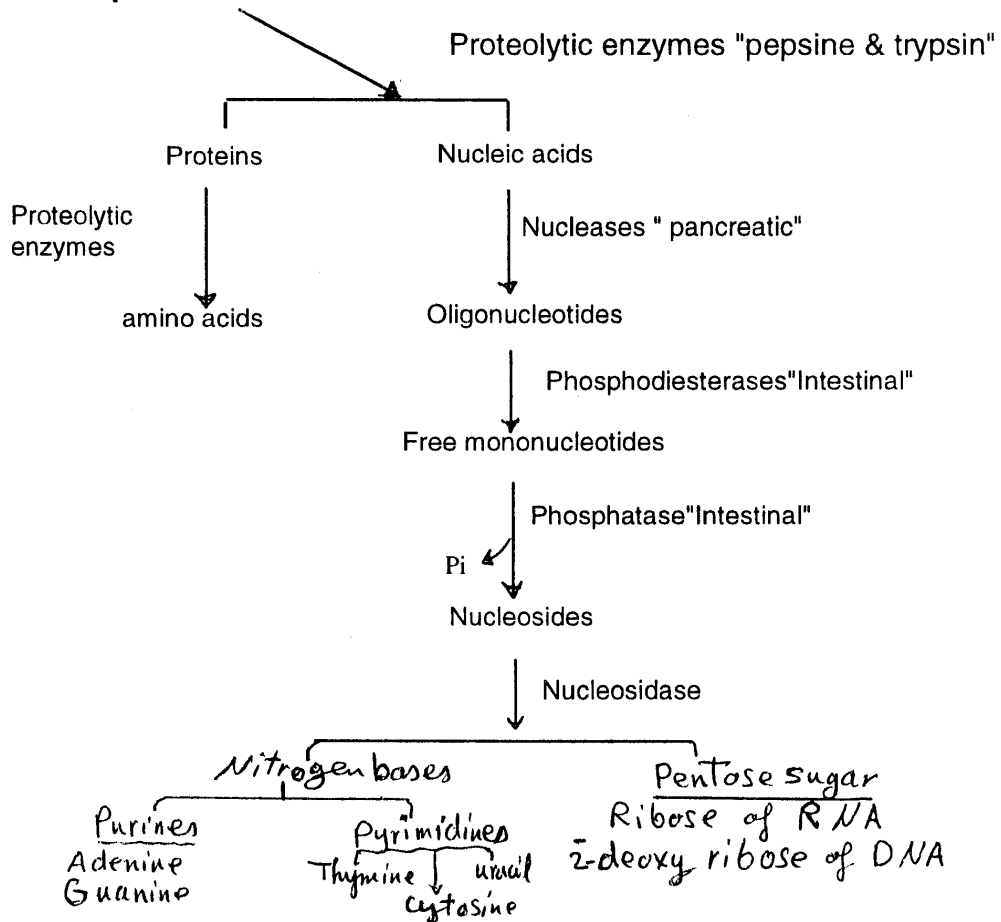 Proteolytic enzymes "pepsine & trypsin"
Proteins
Nucleic acids
Proteolytic
enzymes
Nucleases " pancreatic"
amino acids
Oligonucleotides
Phosphodiesterases"Intestinal"
Free mononucleotides
Phosphatase"Intestinal"
Pi
Nucleosides
Nucleosidase
Nitrogen bases
Pentose sugar
Purines
Pyrimidines
Ribose of RNA
Adenine
Thymine
uracil
2-deoxy ribose of DNA
Guanine
cytosine